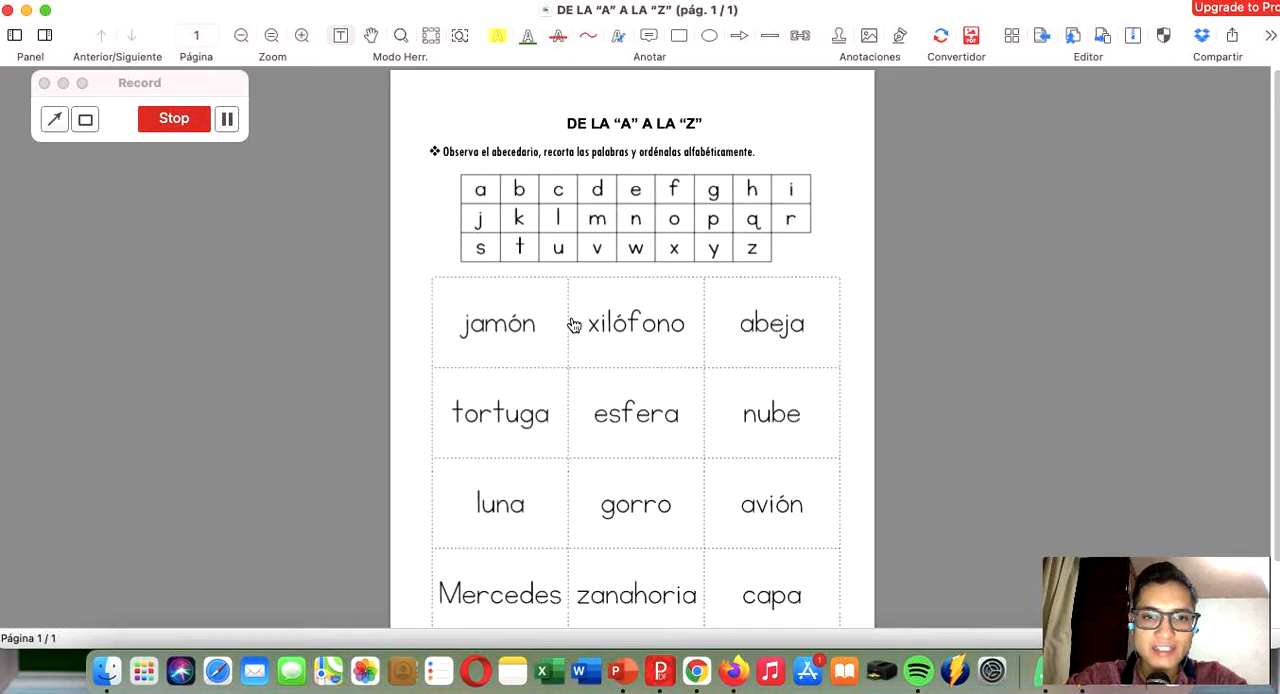 DE LA “A” A LA “Z” (pág. 1 / 1)
Upgrade to Pro
1
Panel Anterior/Siguiente Página Zoom Modo Herr. Anotar Anotaciones Convertidor Editor Compartir
Record
Stop
DE LA “A” A LA “Z”
❖ Observa el abecedario, recorta las palabras y ordénalas alfabéticamente.
a b c d e f g h i
j k l m n o p q r
s t u v w x y z
jamón xilófono abeja
tortuga esfera nube
luna gorro avión
Mercedes zanahoria capa
Página 1 / 1